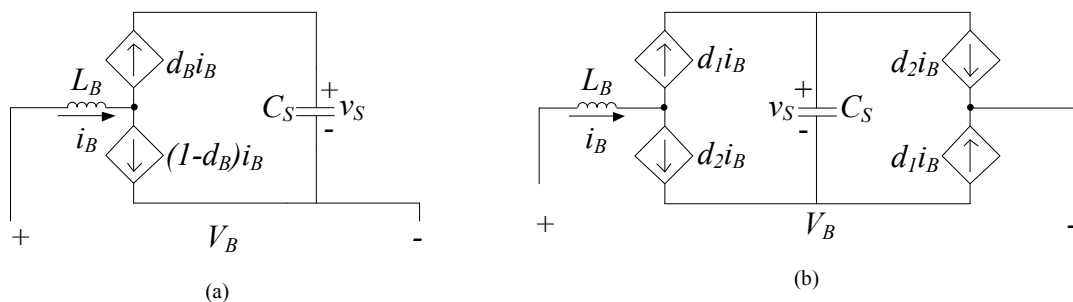 d_B i_B
L_B
i_B
(1-d_B)i_B
C_S
+
v_S
-
+
V_B
-
(a)
d_1 i_B
d_2 i_B
L_B
i_B
d_2 i_B
+
v_S
-
C_S
d_1 i_B
+
V_B
-
(b)